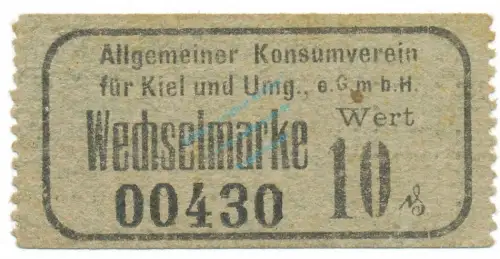 Allgemeiner Konsumverein
für Kiel und Umg., e.G.m b.H.
Wechselmarke Wert
00430 10 ₰